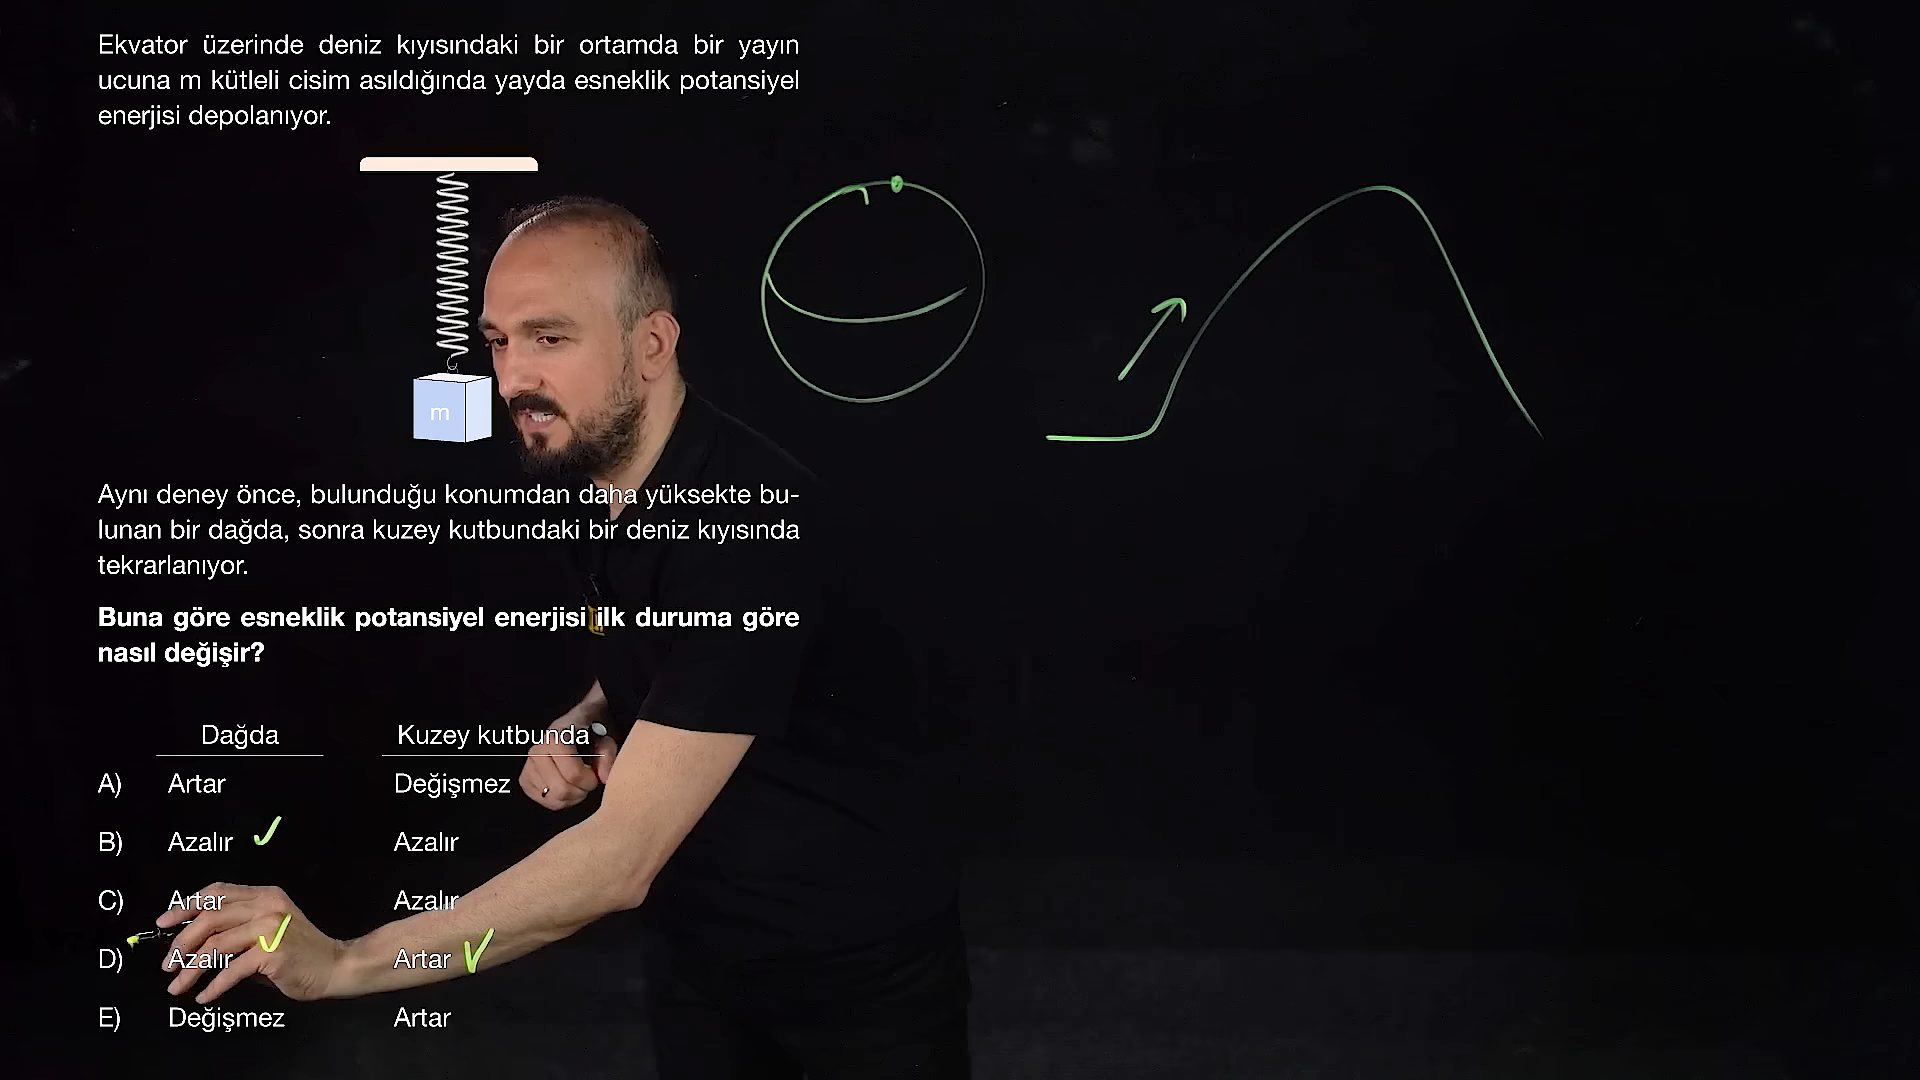 Ekvator üzerinde deniz kıyısındaki bir ortamda bir yayın
ucuna m kütleli cisim asıldığında yayda esneklik potansiyel
enerjisi depolanıyor.
m
Aynı deney önce, bulunduğu konumdan daha yüksekte bu-
lunan bir dağda, sonra kuzey kutbundaki bir deniz kıyısında
tekrarlanıyor.
Buna göre esneklik potansiyel enerjisi ilk duruma göre
nasıl değişir?
Dağda Kuzey kutbunda
A) Artar Değişmez
B) Azalır Azalır
C) Artar Azalır
D) Azalır Artar
E) Değişmez Artar